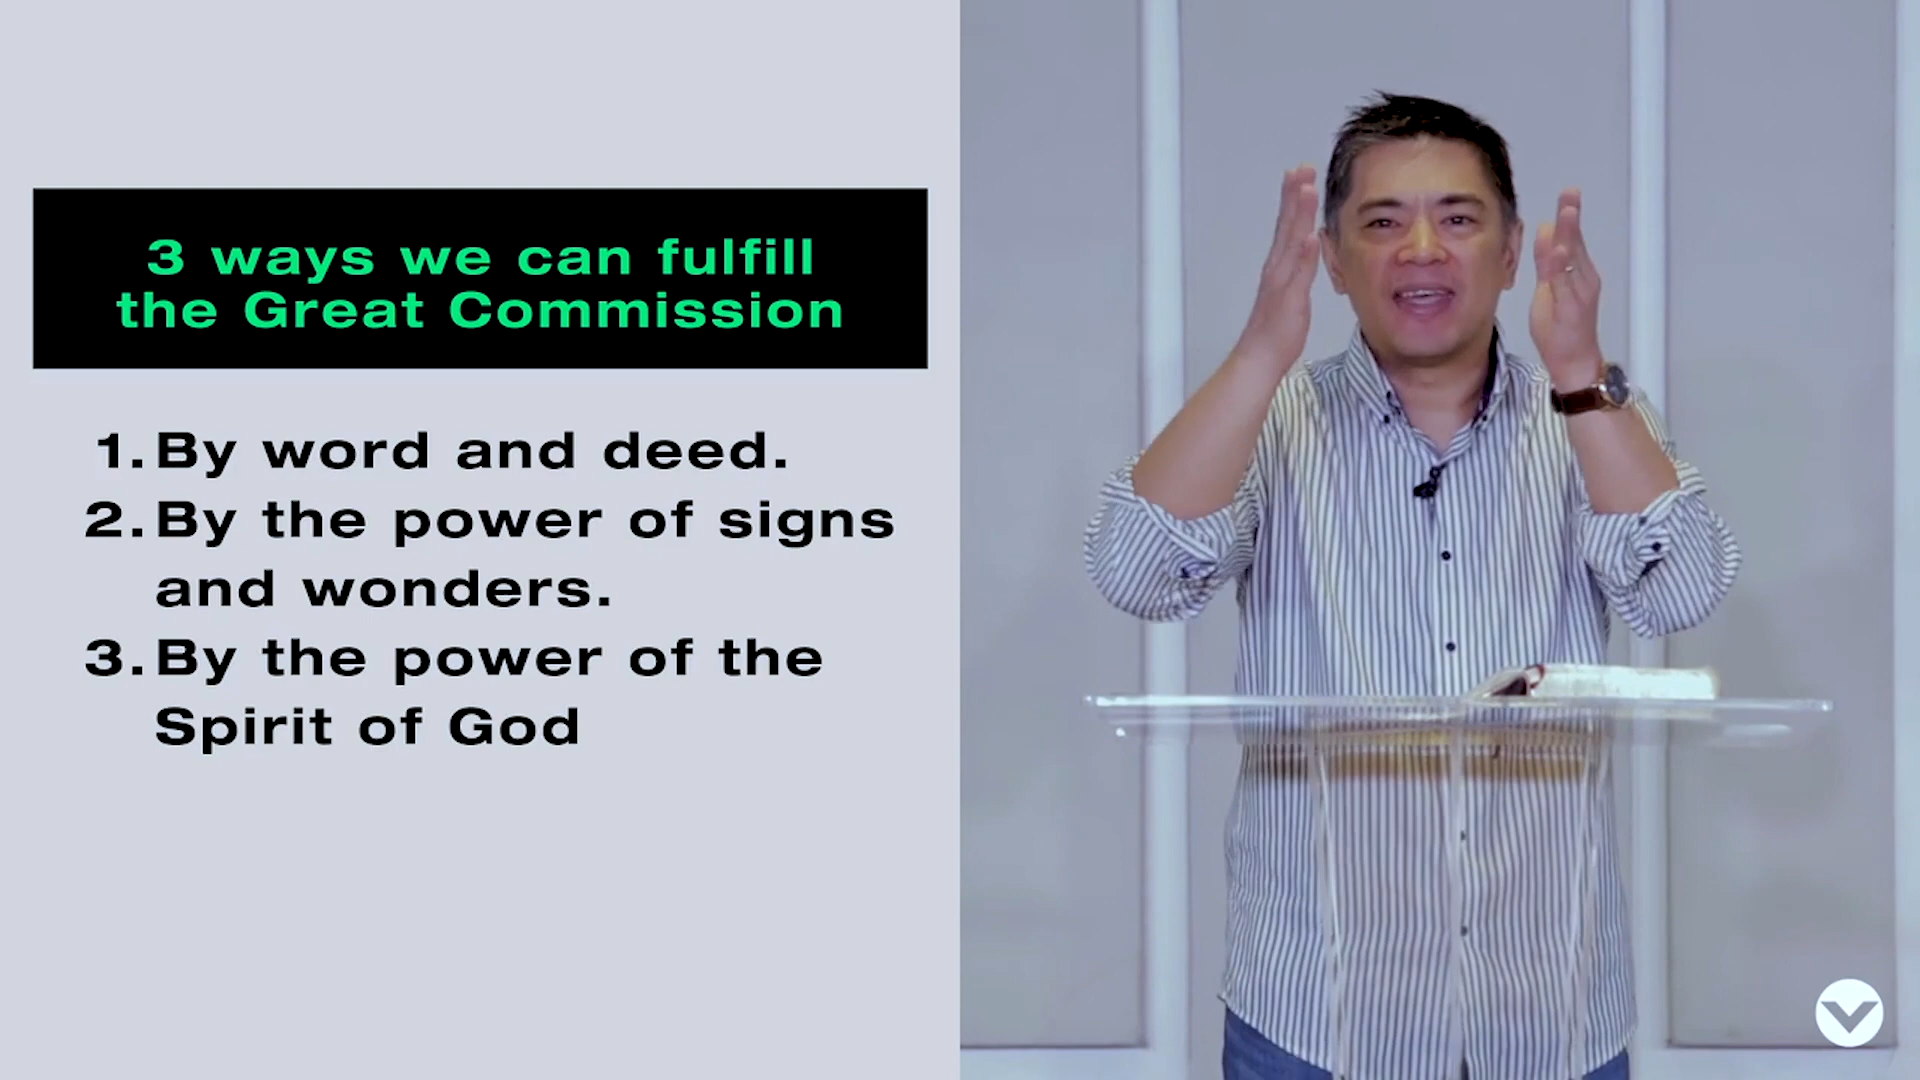 3 ways we can fulfill
the Great Commission
1. By word and deed.
2. By the power of signs
and wonders.
3. By the power of the
Spirit of God